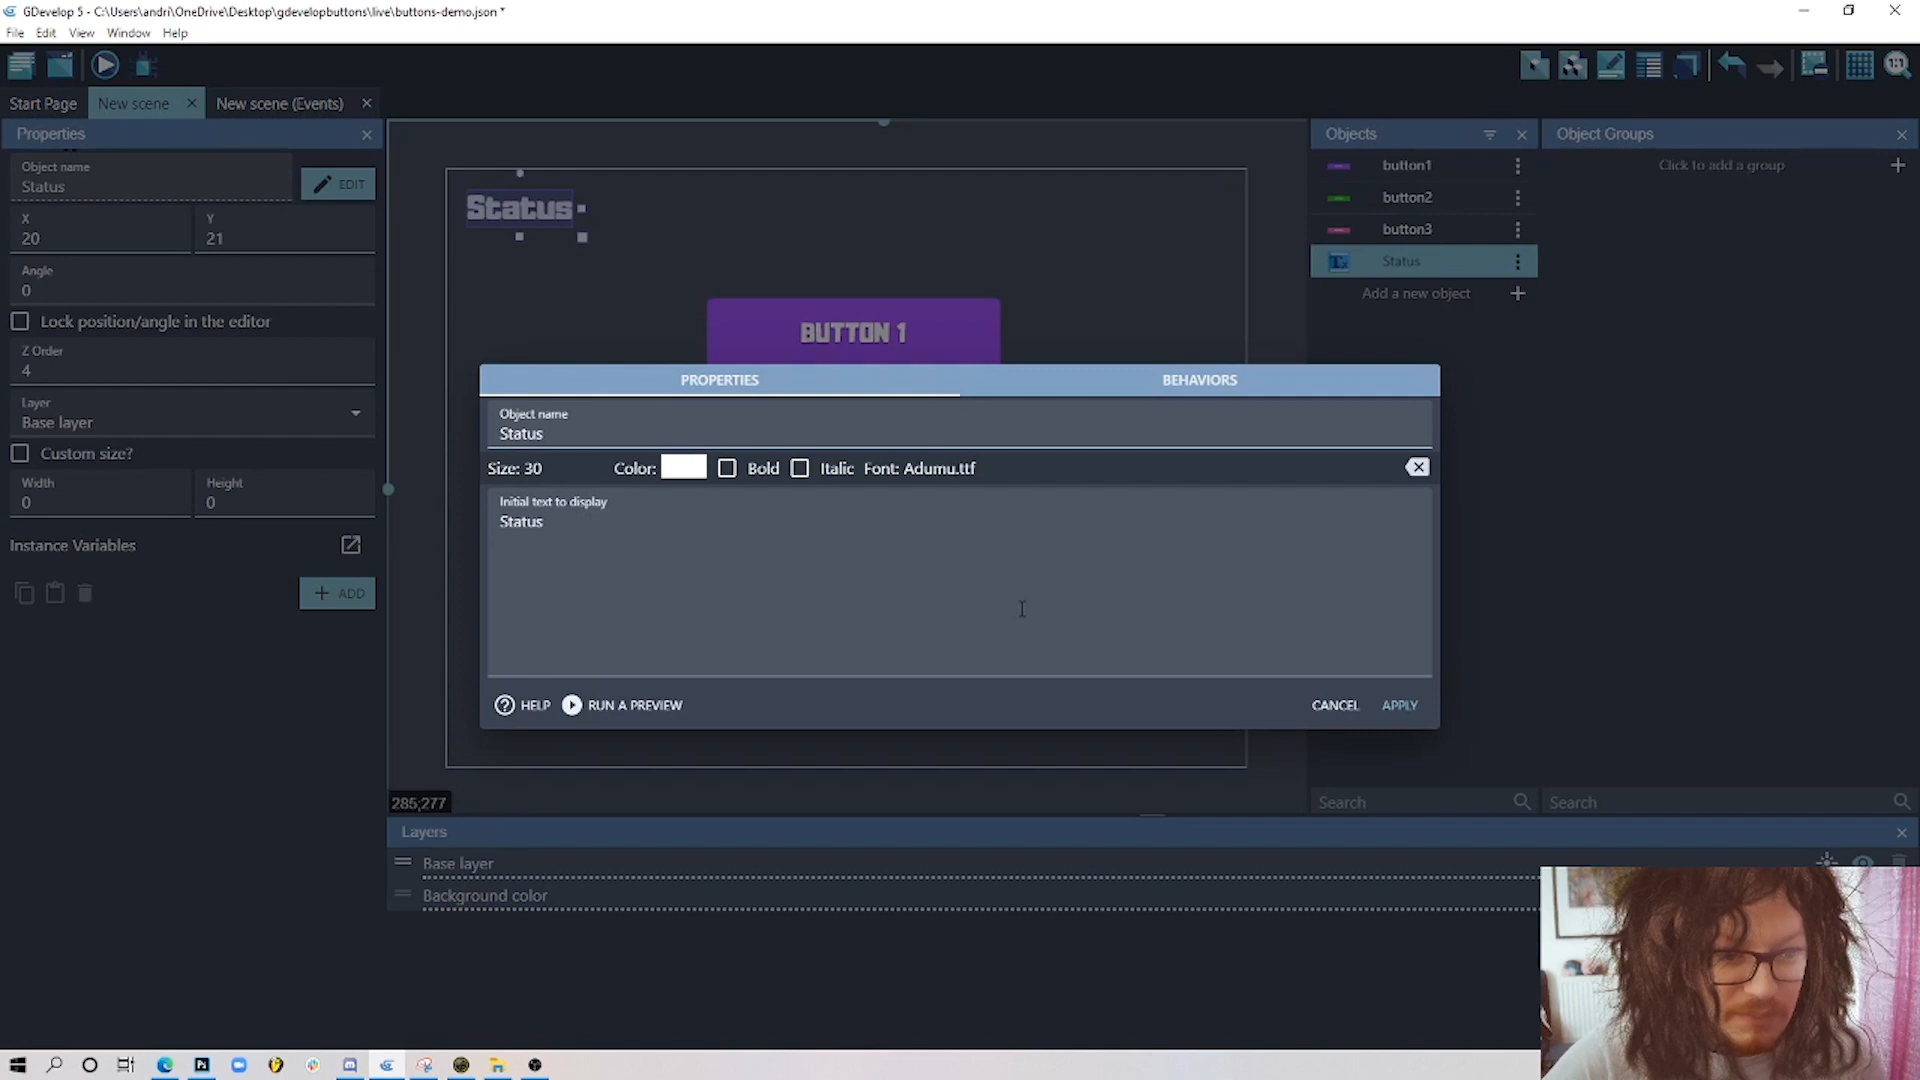 GDevelop 5 - C:\Users\andri\OneDrive\Desktop\gdevelopbuttons\live\buttons-demo.json *
File Edit View Window Help
1:1
Start Page New scene New scene (Events)
Properties
Object name
Status
EDIT
X Y
20 21
Angle
0
Lock position/angle in the editor
Z Order
4
Layer
Base layer
Custom size?
Width Height
0 0
Instance Variables
ADD
Status
BUTTON 1
PROPERTIES BEHAVIORS
Object name
Status
Size: 30 Color: Bold Italic Font: Adumu.ttf
Initial text to display
Status
HELP RUN A PREVIEW CANCEL APPLY
285;277
Objects
button1
button2
button3
Tx Status
Add a new object
Search
Object Groups
Click to add a group
Search
Layers
Base layer
Background color